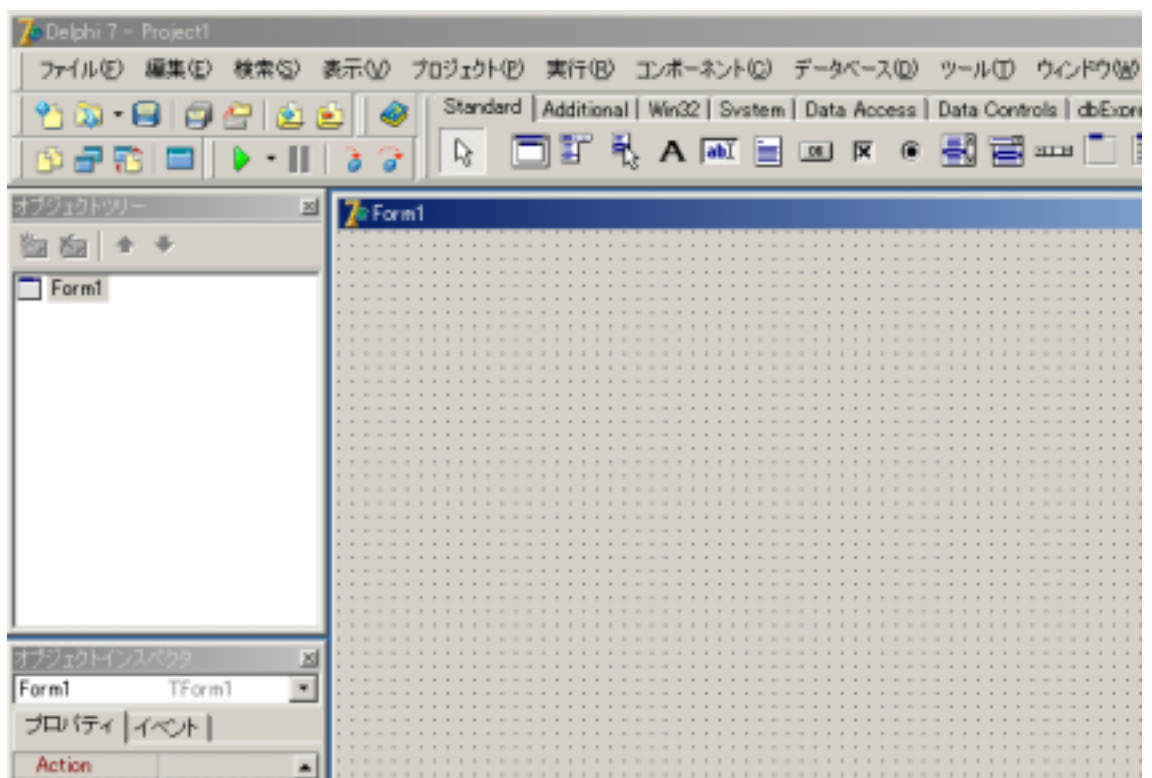 Delphi 7 - Project1
ファイル(F) 編集(E) 検索(S) 表示(V) プロジェクト(P) 実行(R) コンポーネント(C) データベース(D) ツール(T) ウィンドウ(W)
Standard Additional Win32 System Data Access Data Controls dbExpre
オブジェクトツリー
Form1
Form1
オブジェクトインスペクタ
Form1 TForm1
プロパティ イベント
Action